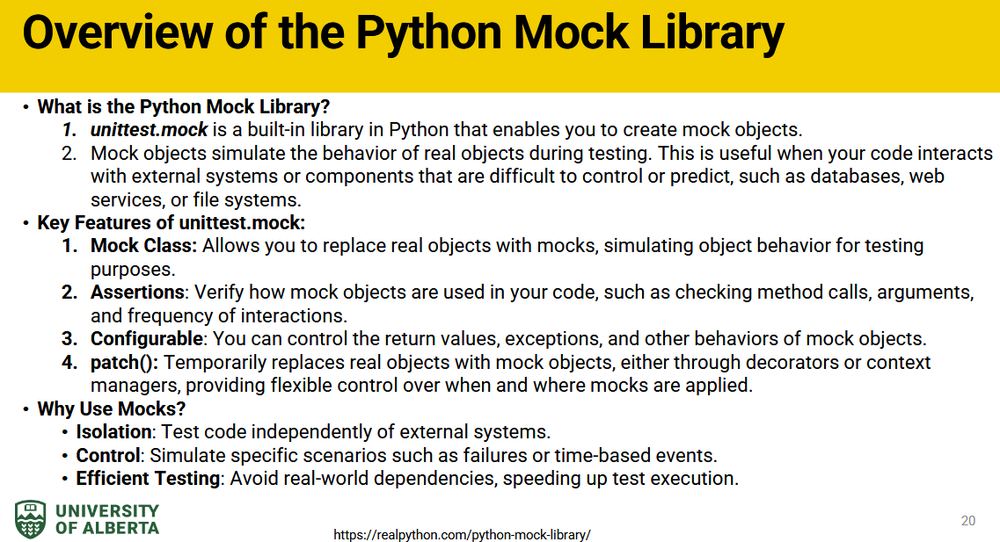 Overview of the Python Mock Library
• What is the Python Mock Library?
1. unittest.mock is a built-in library in Python that enables you to create mock objects.
2. Mock objects simulate the behavior of real objects during testing. This is useful when your code interacts
with external systems or components that are difficult to control or predict, such as databases, web
services, or file systems.
• Key Features of unittest.mock:
1. Mock Class: Allows you to replace real objects with mocks, simulating object behavior for testing
purposes.
2. Assertions: Verify how mock objects are used in your code, such as checking method calls, arguments,
and frequency of interactions.
3. Configurable: You can control the return values, exceptions, and other behaviors of mock objects.
4. patch(): Temporarily replaces real objects with mock objects, either through decorators or context
managers, providing flexible control over when and where mocks are applied.
• Why Use Mocks?
• Isolation: Test code independently of external systems.
• Control: Simulate specific scenarios such as failures or time-based events.
• Efficient Testing: Avoid real-world dependencies, speeding up test execution.
UNIVERSITY
OF ALBERTA
https://realpython.com/python-mock-library/
20